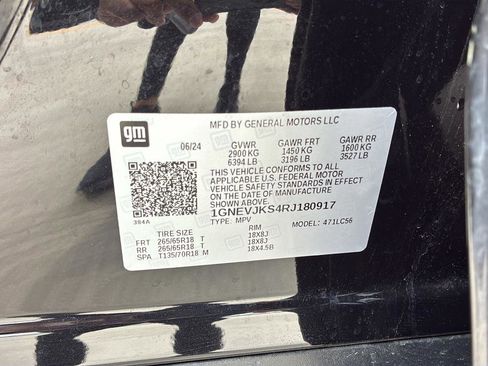 gm
MFD BY GENERAL MOTORS LLC
06/24 GVWR GAWR FRT GAWR RR
2900 KG 1450 KG 1600 KG
6394 LB 3196 LB 3527 LB
THIS VEHICLE CONFORMS TO ALL
APPLICABLE U.S. FEDERAL MOTOR
VEHICLE SAFETY STANDARDS IN EFFECT
ON THE DATE OF MANUFACTURE
SHOWN ABOVE.
1GNEVJKS4RJ180917
384A TYPE: MPV MODEL: 471LC56
TIRE SIZE RIM
FRT 265/65R18 T 18X8J
RR 265/65R18 T 18X8J
SPA T135/70R18 M 18X4.5B